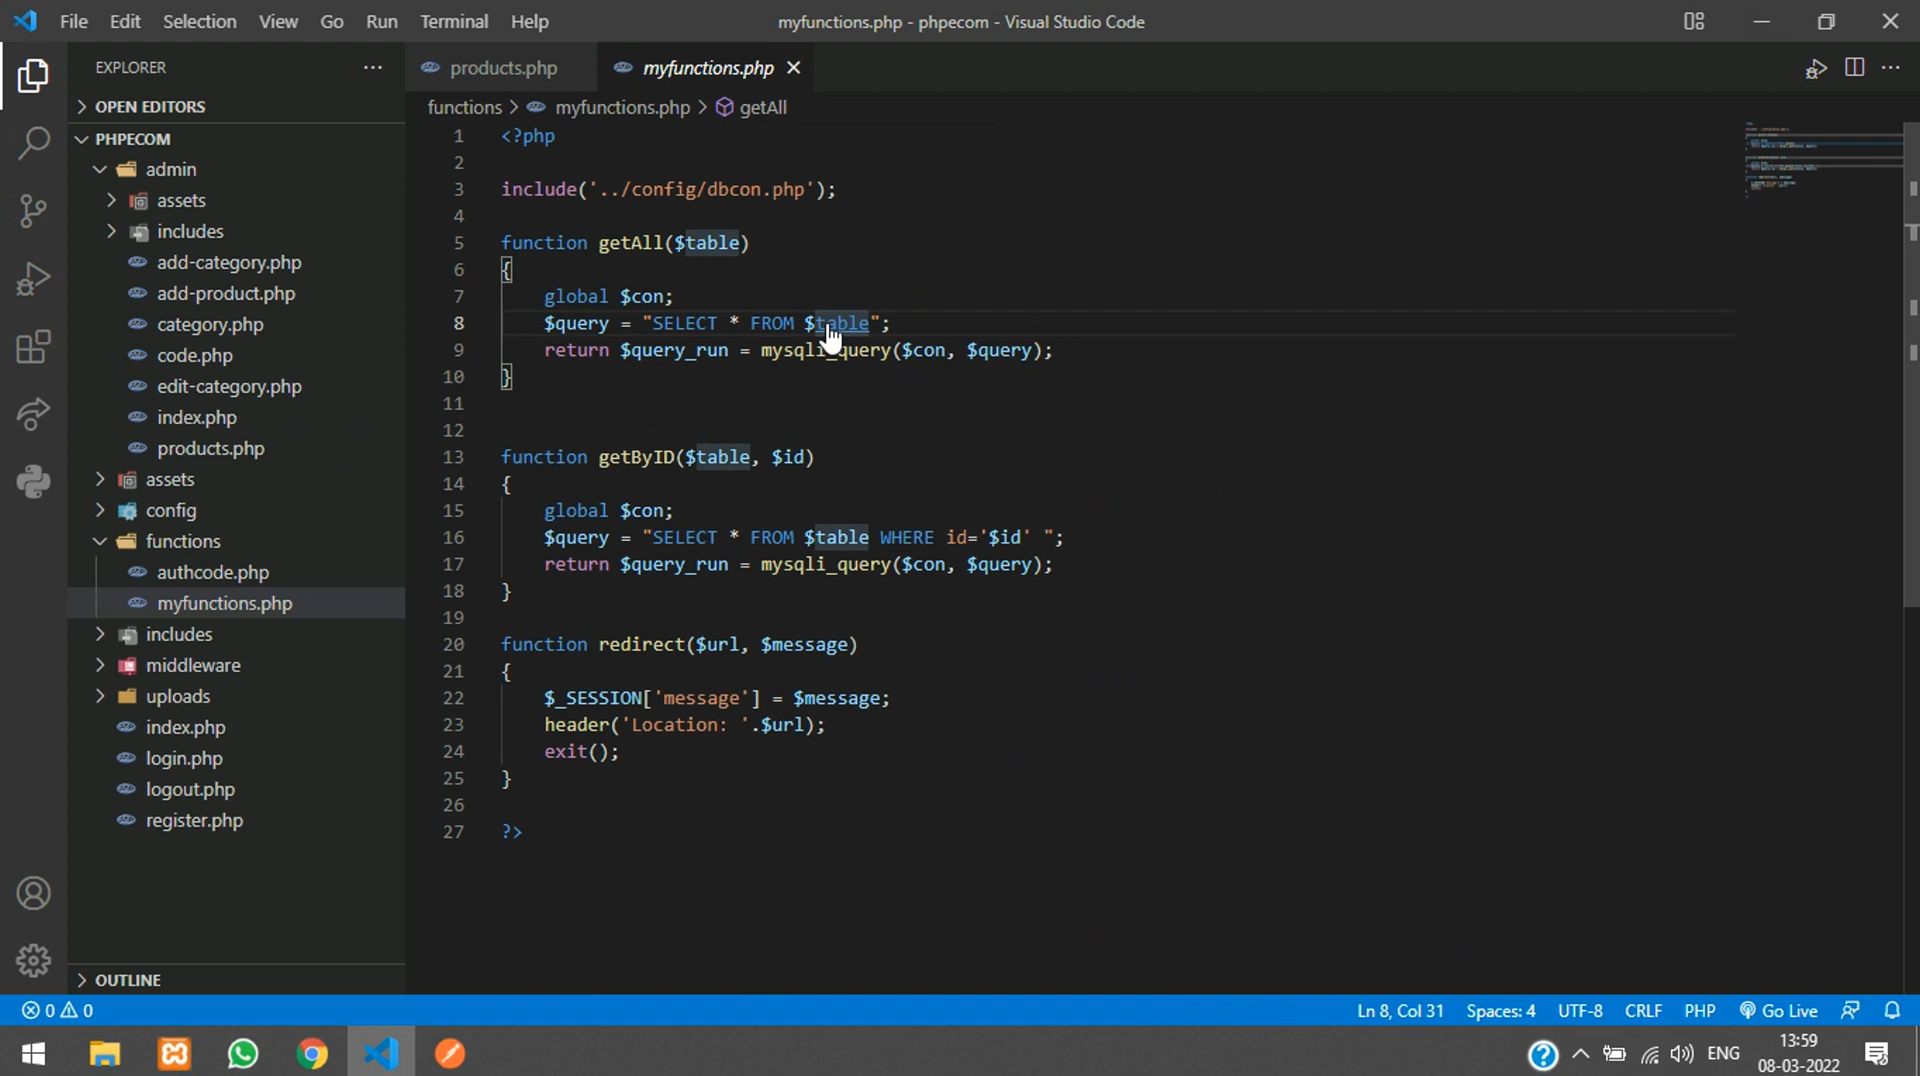 File Edit Selection View Go Run Terminal Help
myfunctions.php - phpecom - Visual Studio Code
EXPLORER
OPEN EDITORS
PHPECOM
admin
assets
includes
add-category.php
add-product.php
category.php
code.php
edit-category.php
index.php
products.php
assets
config
functions
authcode.php
myfunctions.php
includes
middleware
uploads
index.php
login.php
logout.php
register.php
OUTLINE
products.php myfunctions.php
functions > myfunctions.php > getAll
1 <?php
2
3 include('../config/dbcon.php');
4
5 function getAll($table)
6 {
7 global $con;
8 $query = "SELECT * FROM $table";
9 return $query_run = mysqli_query($con, $query);
10 }
11
12
13 function getByID($table, $id)
14 {
15 global $con;
16 $query = "SELECT * FROM $table WHERE id='$id' ";
17 return $query_run = mysqli_query($con, $query);
18 }
19
20 function redirect($url, $message)
21 {
22 $_SESSION['message'] = $message;
23 header('Location: '.$url);
24 exit();
25 }
26
27 ?>
0 0
Ln 8, Col 31 Spaces: 4 UTF-8 CRLF PHP Go Live
ENG
13:59
08-03-2022